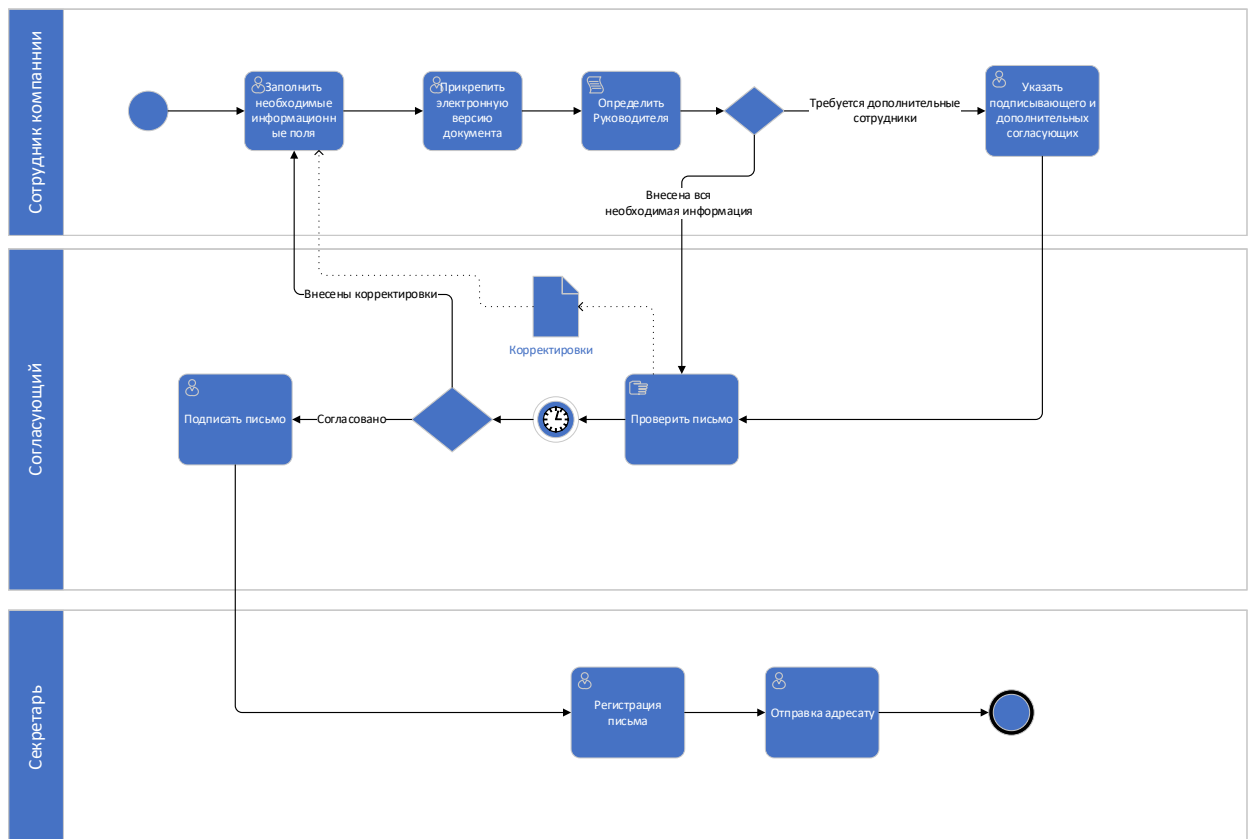 Сотрудник компаннии
Заполнить
необходимые
информационн
ые поля
Прикрепить
электронную
версию
документа
Определить
Руководителя
Требуется дополнительные
сотрудники
Указать
подписывающего и
дополнительных
согласующих
Внесена вся
необходимая информация
Согласующий
Внесены корректировки
Корректировки
Подписать письмо
Согласовано
Проверить письмо
Секретарь
Регистрация
письма
Отправка адресату